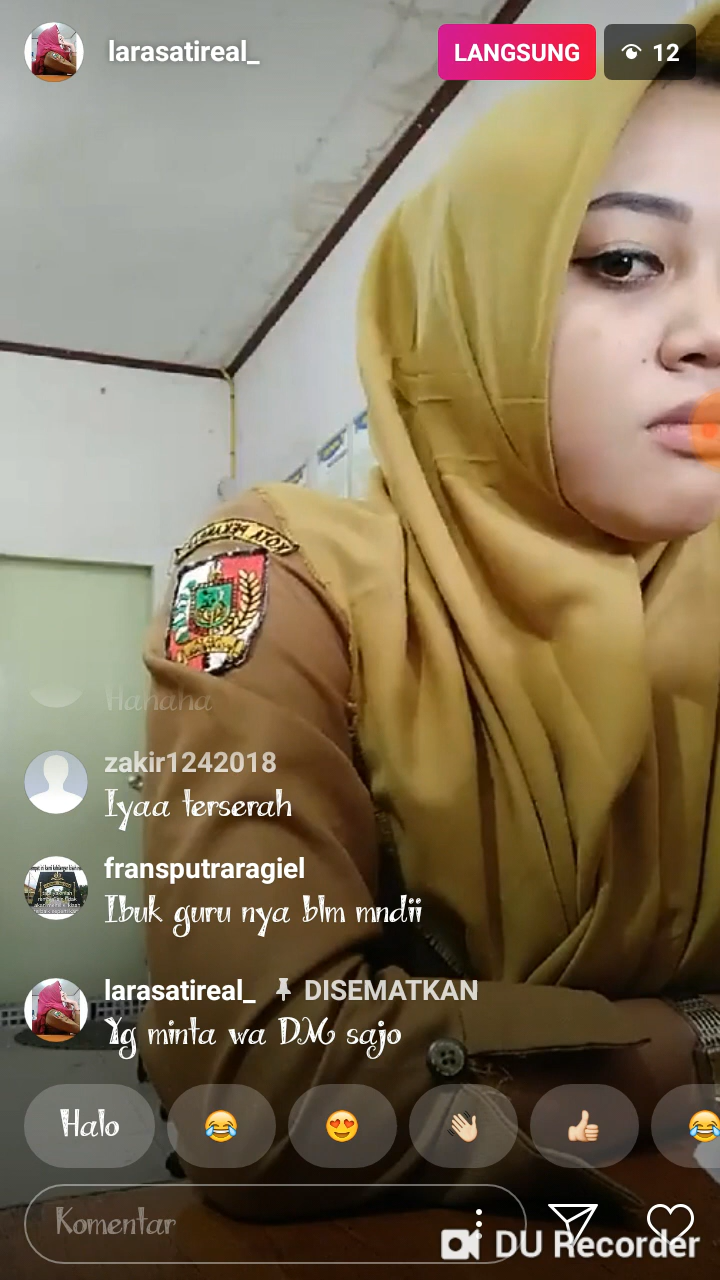 larasatireal_
LANGSUNG
12
Hahaha
zakir1242018
Iyaa terserah
fransputraragiel
Ibuk guru nya blm mndii
larasatireal_ DISEMATKAN
Yg minta wa DM sajo
Halo
Komentar
DU Recorder